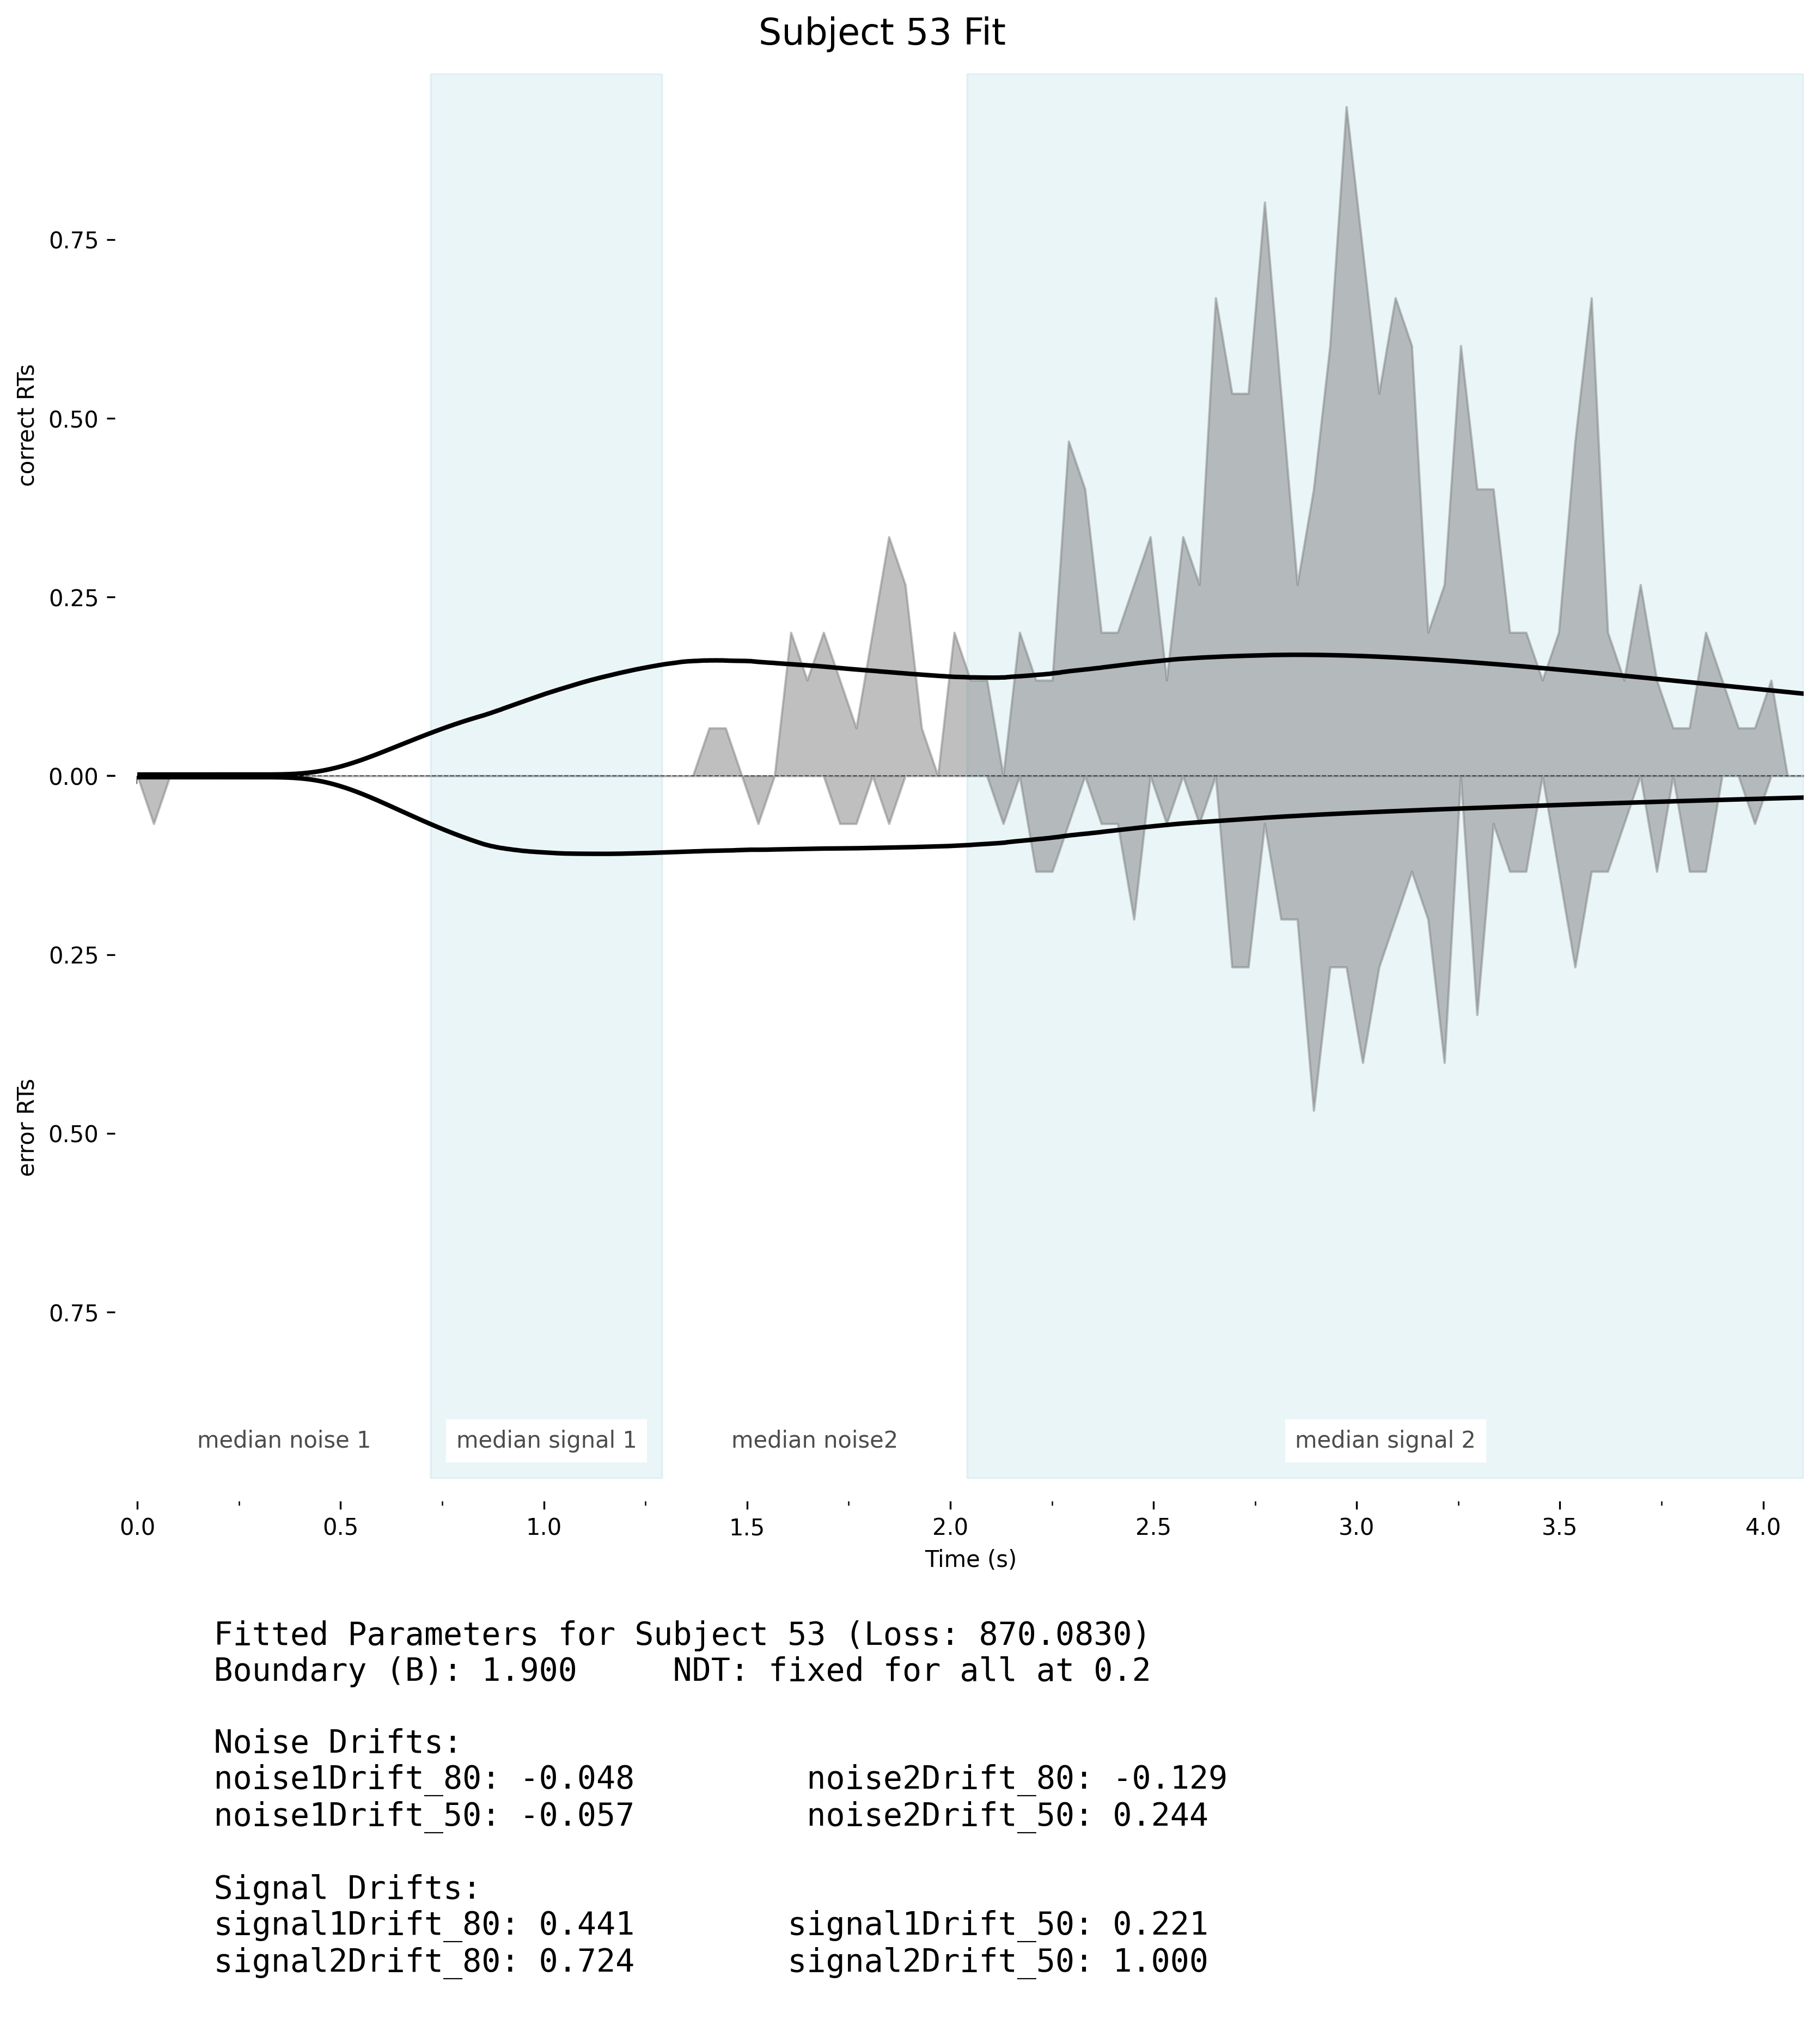 Subject 53 Fit
correct RTs
error RTs
0.75
0.50
0.25
0.00
0.25
0.50
0.75
median noise 1
median signal 1
median noise2
median signal 2
0.0
0.5
1.0
1.5
2.0
2.5
3.0
3.5
4.0
Time (s)
Fitted Parameters for Subject 53 (Loss: 870.0830)
Boundary (B): 1.900     NDT: fixed for all at 0.2
Noise Drifts:
noise1Drift_80: -0.048         noise2Drift_80: -0.129
noise1Drift_50: -0.057         noise2Drift_50: 0.244
Signal Drifts:
signal1Drift_80: 0.441        signal1Drift_50: 0.221
signal2Drift_80: 0.724        signal2Drift_50: 1.000